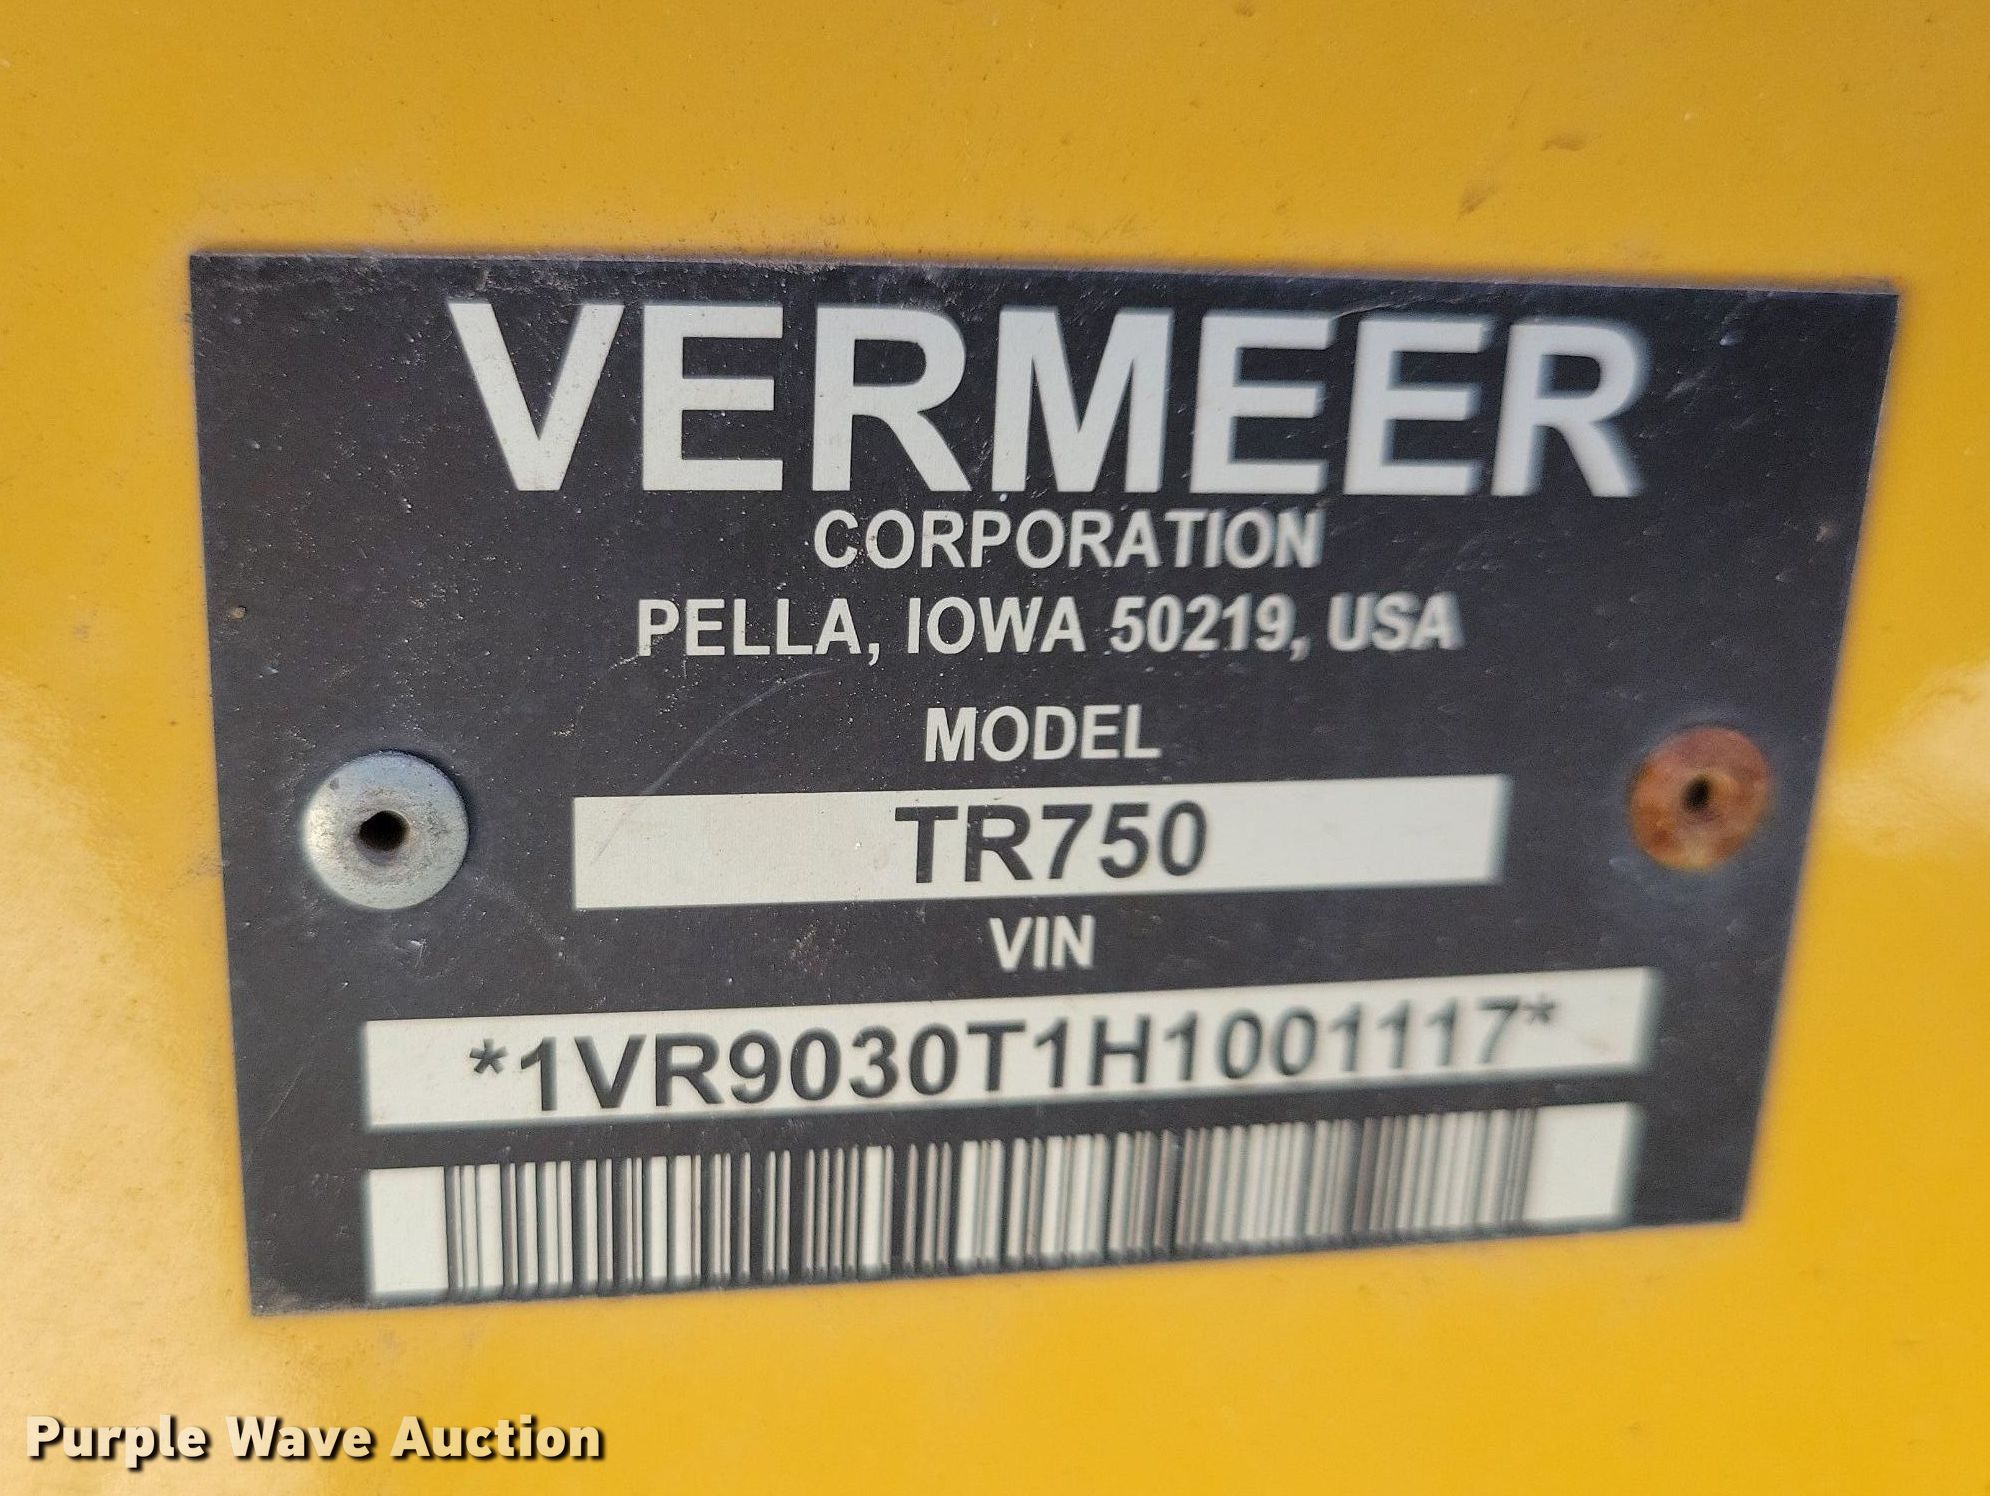 VERMEER
CORPORATION
PELLA, IOWA 50219, USA
MODEL
TR750
VIN
*1VR9030T1H1001117*
Purple Wave Auction